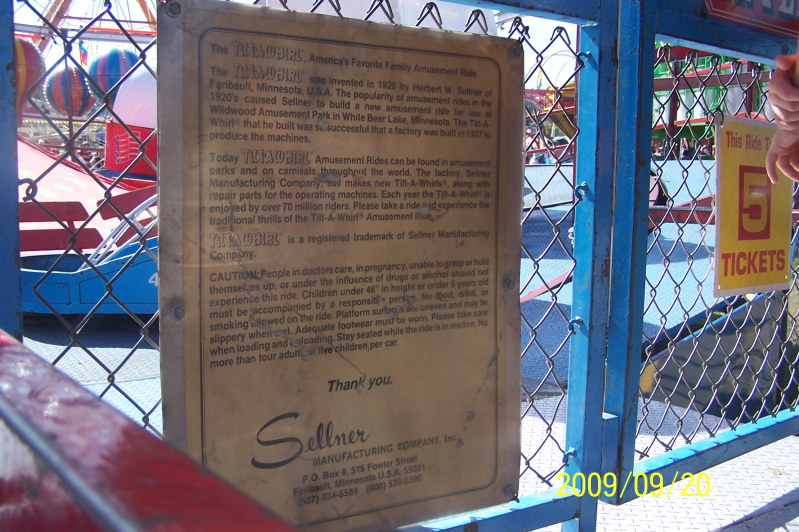 The TILT-A-WHIRL®, America's Favorite Family Amusement Ride.
The TILT-A-WHIRL® was invented in 1926 by Herbert W. Sellner of
Faribault, Minnesota, U.S.A. The popularity of amusement rides in the
1920's caused Sellner to build a new amusement ride for use at
Wildwood Amusement Park in White Bear Lake, Minnesota. The Tilt-A-
Whirl® that he built was so successful that a factory was built in 1927 to
produce the machines.
Today TILT-A-WHIRL® Amusement Rides can be found in amusement
parks and on carnivals throughout the world. The factory, Sellner
Manufacturing Company, still makes new Tilt-A-Whirls®, along with
repair parts for the operating machines. Each year the Tilt-A-Whirl® is
enjoyed by over 70 million riders. Please take a ride and experience the
traditional thrills of the Tilt-A-Whirl® Amusement Ride.
TILT-A-WHIRL® is a registered trademark of Sellner Manufacturing
Company.
CAUTION: People in doctors care, in pregnancy, unable to grasp or hold
themselves up, or under the influence of drugs or alcohol should not
experience this ride. Children under 46" in height or under 6 years old
must be accompanied by a responsible person. No food, drink, or
smoking allowed on the ride. Platform surfaces are uneven and may be
slippery when wet. Adequate footwear must be worn. Please take care
when loading and unloading. Stay seated while the ride is in motion. No
more than four adults or five children per car.
Thank you.
Sellner
MANUFACTURING COMPANY, Inc.
P.O. Box 8, 515 Fowler Street
Faribault, Minnesota U.S.A. 55021
(507) 334-5584 (800) 533-0390
This Ride T
5
TICKETS
4
2009/09/20